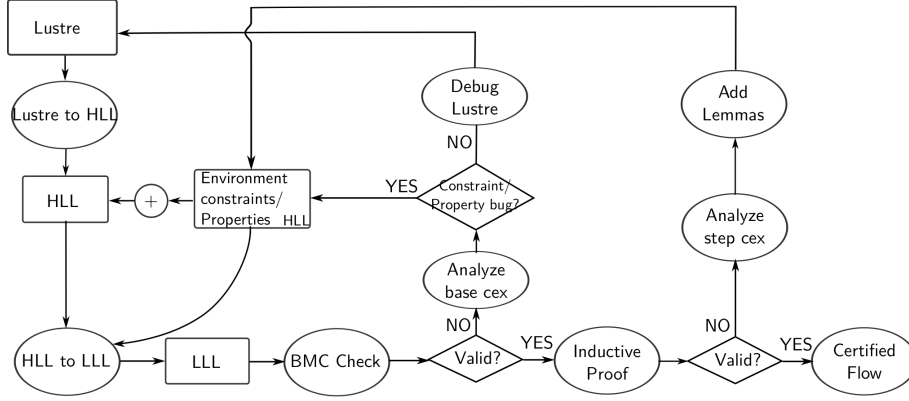 Lustre
Lustre to HLL
HLL
+
Environment
constraints/
Properties HLL
YES
Constraint/
Property bug?
NO
Debug
Lustre
Add
Lemmas
Analyze
step cex
Analyze
base cex
NO
NO
HLL to LLL
LLL
BMC Check
Valid?
YES
Inductive
Proof
Valid?
YES
Certified
Flow